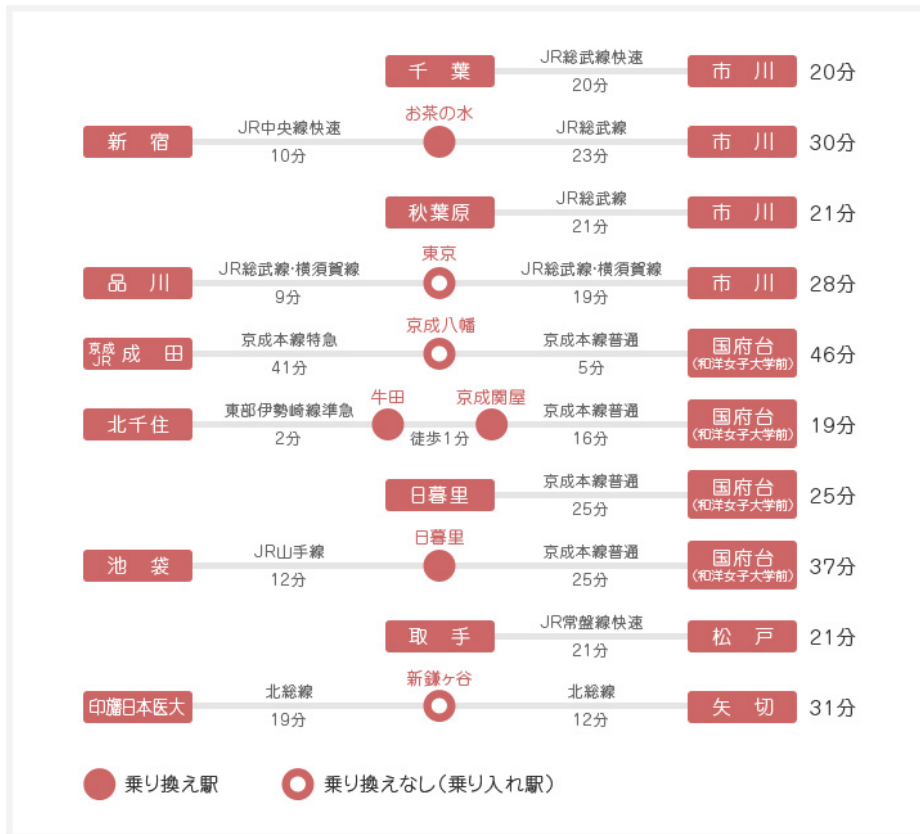 千葉 JR総武線快速 20分 市川 20分
新宿 JR中央線快速 10分 お茶の水 JR総武線 23分 市川 30分
秋葉原 JR総武線 21分 市川 21分
品川 JR総武線・横須賀線 9分 東京 JR総武線・横須賀線 19分 市川 28分
京成JR 成田 京成本線特急 41分 京成八幡 京成本線普通 5分 国府台(和洋女子大学前) 46分
北千住 東部伊勢崎線準急 2分 牛田 徒歩1分 京成関屋 京成本線普通 16分 国府台(和洋女子大学前) 19分
日暮里 京成本線普通 25分 国府台(和洋女子大学前) 25分
池袋 JR山手線 12分 日暮里 京成本線普通 25分 国府台(和洋女子大学前) 37分
取手 JR常盤線快速 21分 松戸 21分
印旛日本医大 北総線 19分 新鎌ヶ谷 北総線 12分 矢切 31分
乗り換え駅 乗り換えなし(乗り入れ駅)